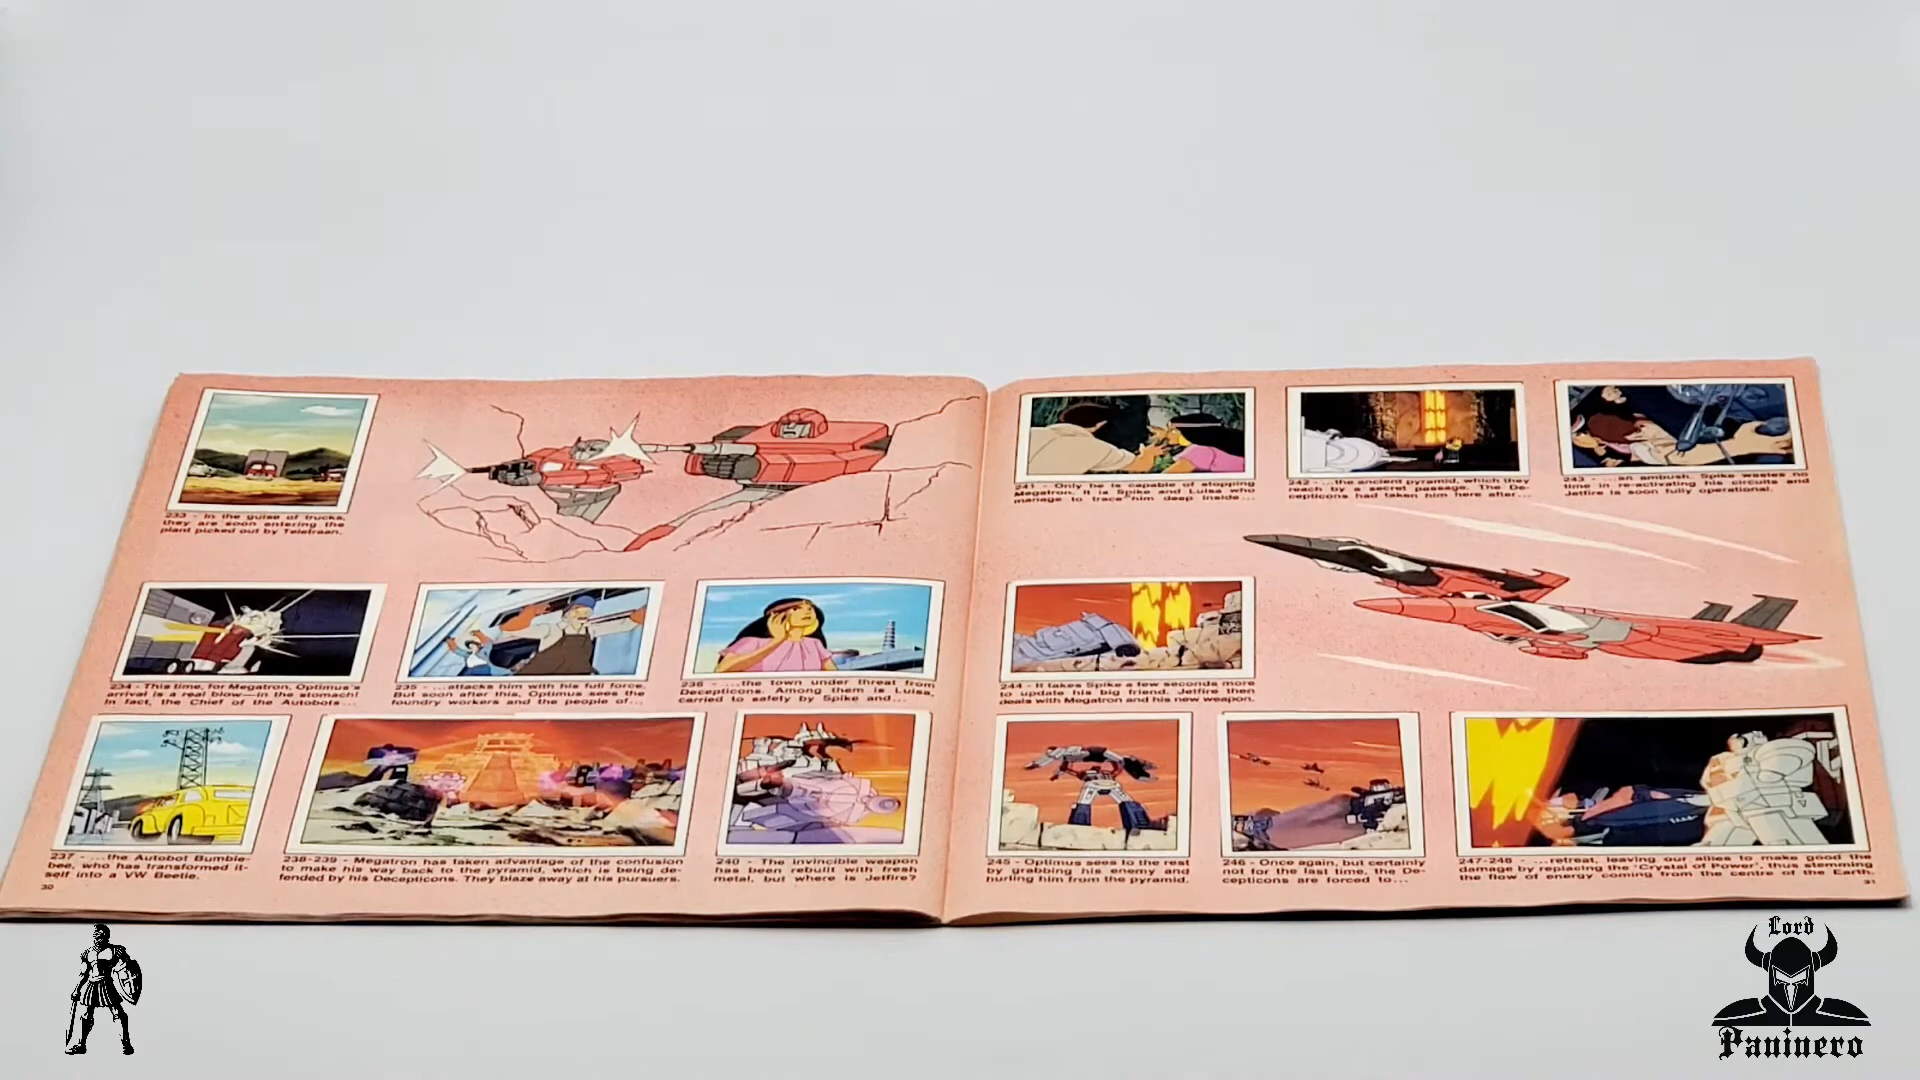 233 - In the guise of trucks,
they are soon entering the
plant picked out by Teletraan.
234 - This time, for Megatron, Optimus's
arrival is a real blow—in the stomach!
In fact, the Chief of the Autobots...
235 - ...attacks him with his full force.
But soon after this, Optimus sees the
foundry workers and the people of...
236 - ...the town under threat from
Decepticons. Among them is Luisa,
carried to safety by Spike and...
237 - ...the Autobot Bumble-
bee, who has transformed it-
self into a VW Beetle.
238-239 - Megatron has taken advantage of the confusion
to make his way back to the pyramid, which is being de-
fended by his Decepticons. They blaze away at his pursuers.
240 - The invincible weapon
has been rebuilt with fresh
metal, but where is Jetfire?
30
241 - Only he is capable of stopping
Megatron. It is Spike and Luisa who
manage to trace him deep inside...
242 - ...the ancient pyramid, which they
reach by a secret passage. The De-
cepticons had taken him here after...
243 - ...an ambush. Spike wastes no
time in re-activating his circuits and
Jetfire is soon fully operational.
244 - It takes Spike a few seconds more
to update his big friend. Jetfire then
deals with Megatron and his new weapon.
245 - Optimus sees to the rest
by grabbing his enemy and
hurling him from the pyramid.
246 - Once again, but certainly
not for the last time, the De-
cepticons are forced to...
247-248 - ...retreat, leaving our allies to make good the
damage by replacing the 'Crystal of Power', thus stemming
the flow of energy coming from the centre of the Earth.
31
Lord
Paninero